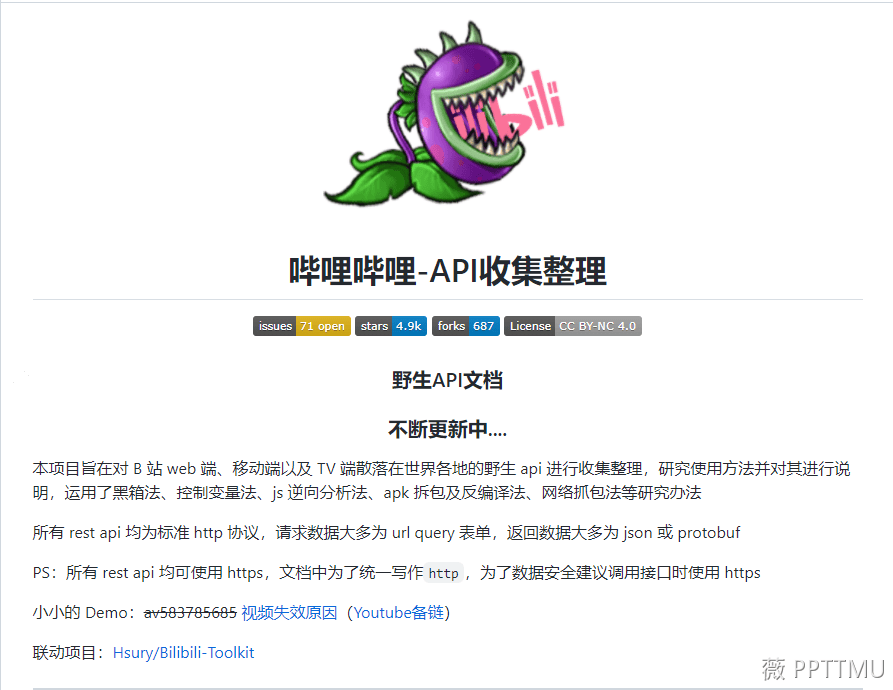 bilibili
哔哩哔哩-API收集整理
issues 71 open stars 4.9k forks 687 License CC BY-NC 4.0
野生API文档
不断更新中....
本项目旨在对 B 站 web 端、移动端以及 TV 端散落在世界各地的野生 api 进行收集整理，研究使用方法并对其进行说
明，运用了黑箱法、控制变量法、js 逆向分析法、apk 拆包及反编译法、网络抓包法等研究办法
所有 rest api 均为标准 http 协议，请求数据大多为 url query 表单，返回数据大多为 json 或 protobuf
PS：所有 rest api 均可使用 https，文档中为了统一写作 http ，为了数据安全建议调用接口时使用 https
小小的 Demo：av583785685 视频失效原因（Youtube备链）
联动项目：Hsury/Bilibili-Toolkit
薇 PPTTMU